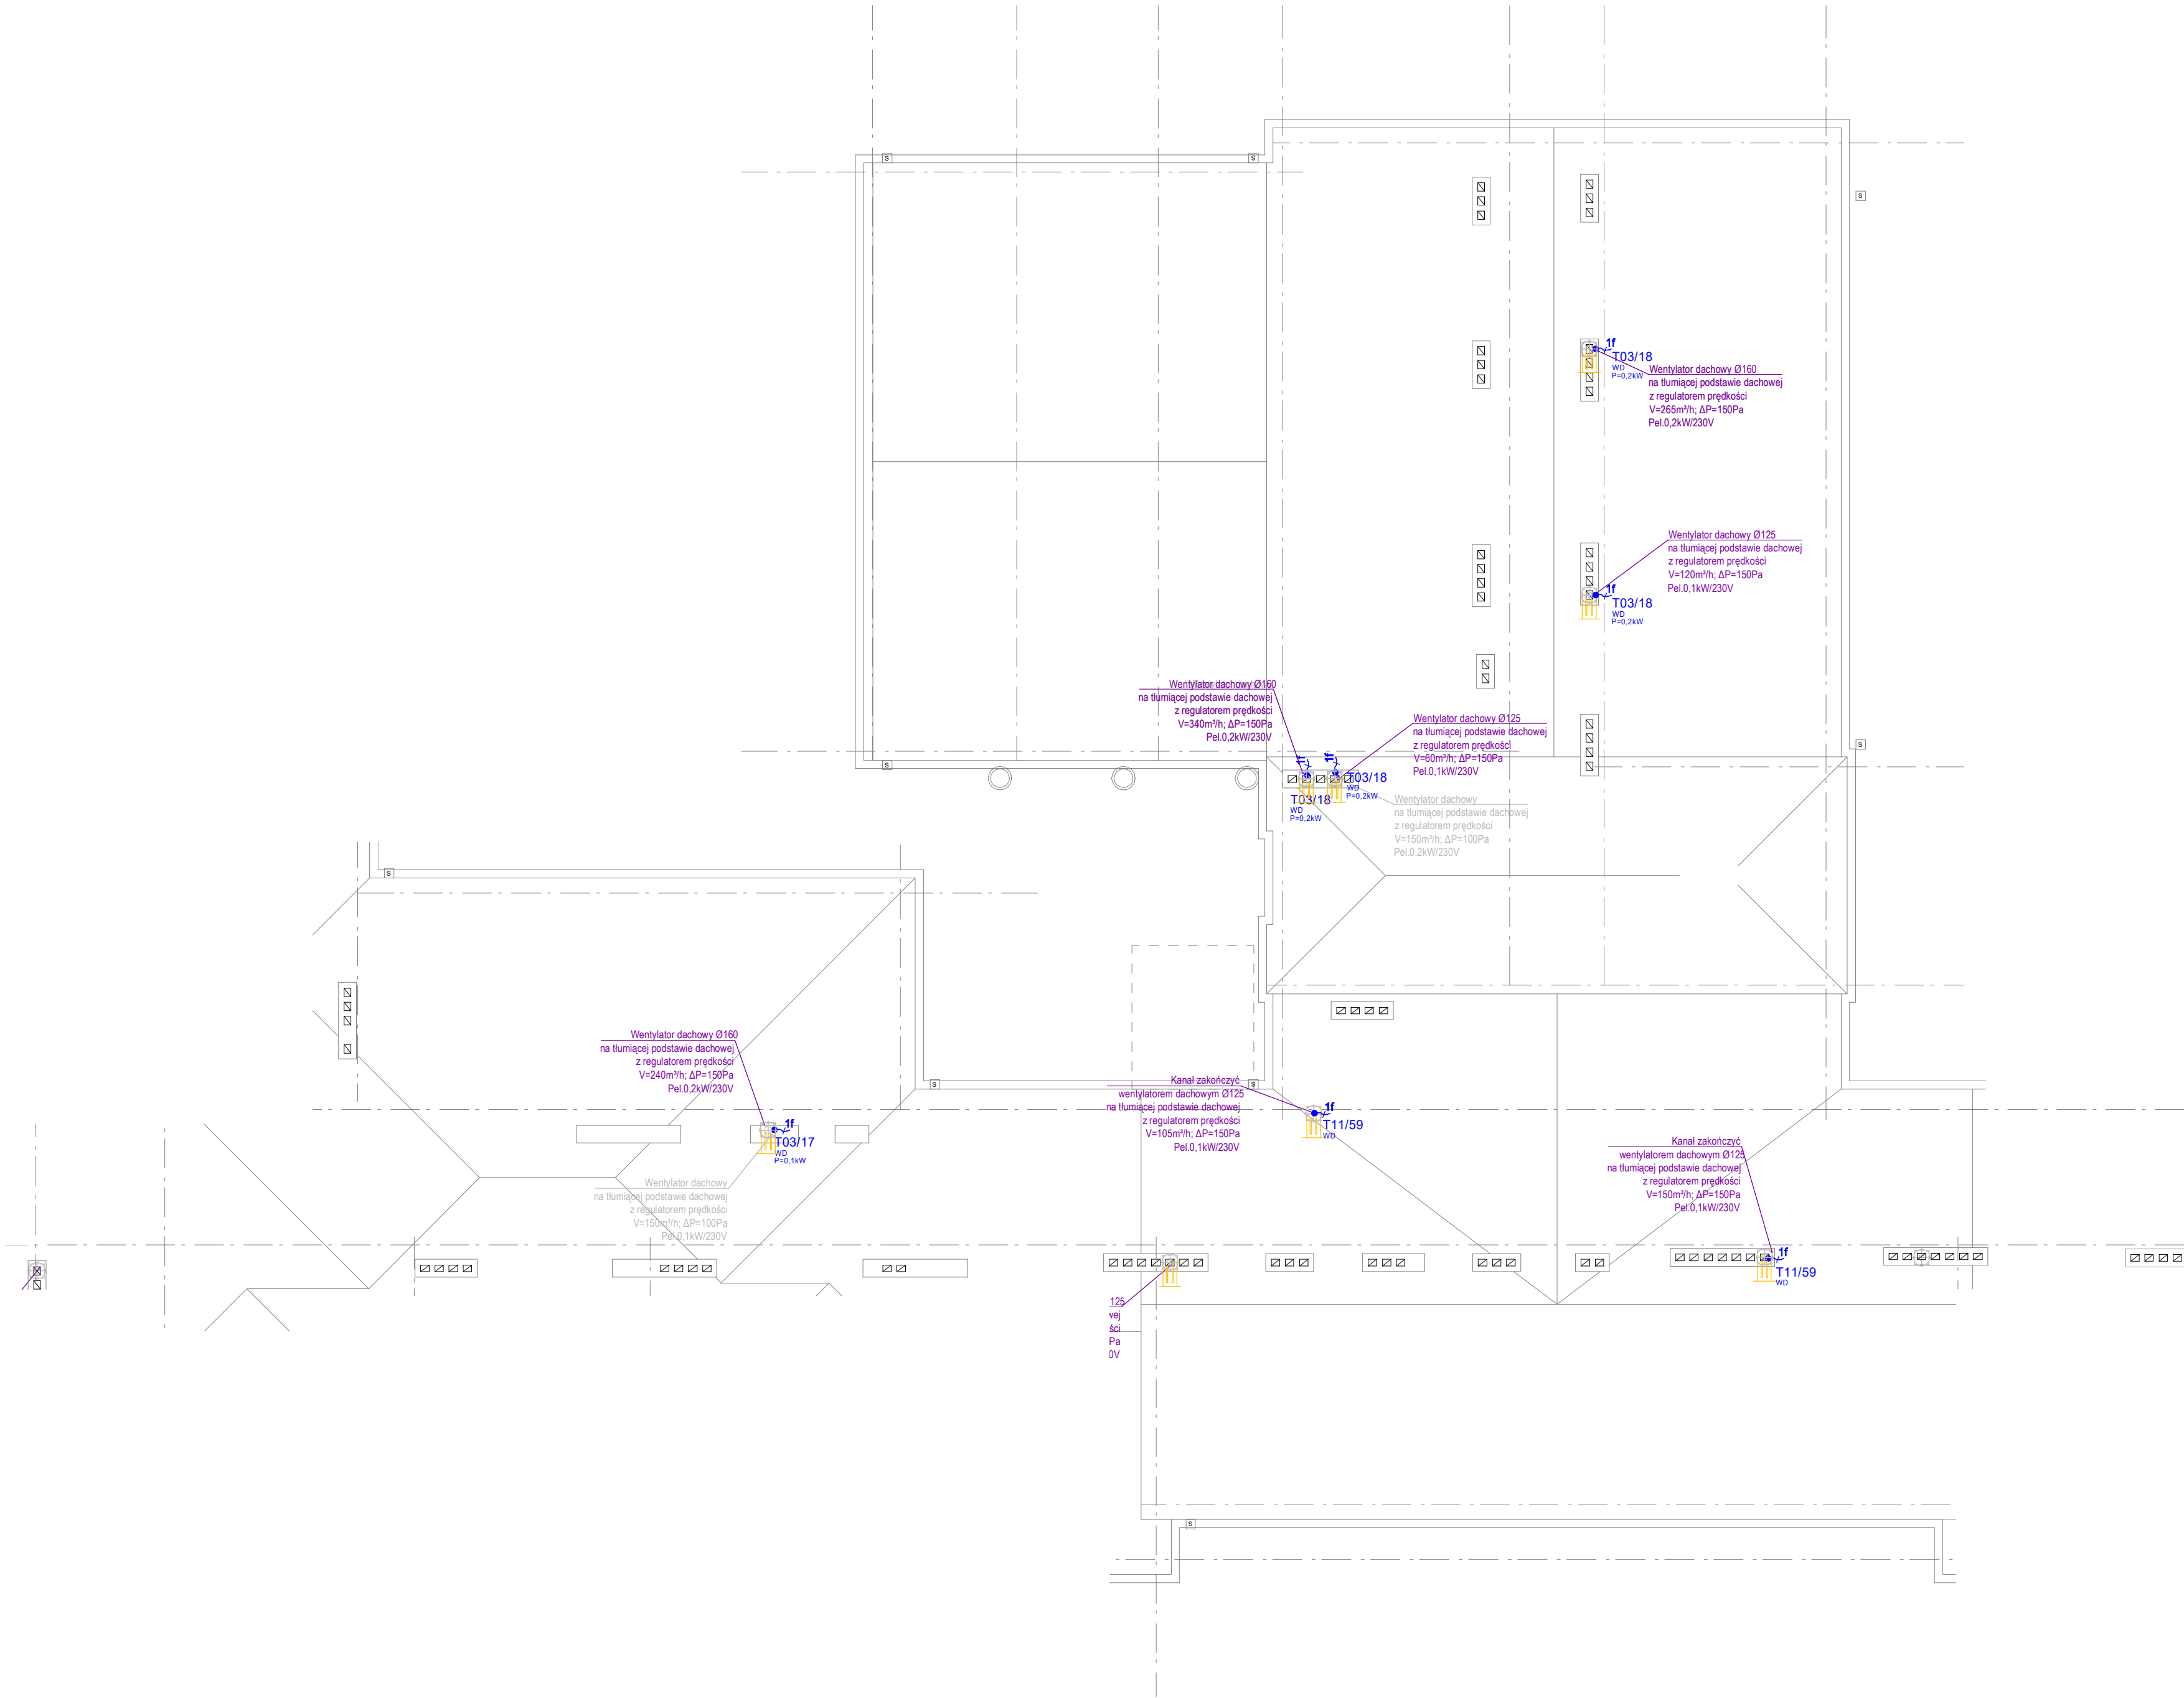 S
S
S
1f
T03/18
WD
P=0,2kW
Wentylator dachowy Ø160
na tłumiącej podstawie dachowej
z regulatorem prędkości
V=265m³/h; ΔP=150Pa
Pel.0,2kW/230V
Wentylator dachowy Ø125
na tłumiącej podstawie dachowej
z regulatorem prędkości
V=120m³/h; ΔP=150Pa
Pel.0,1kW/230V
1f
T03/18
WD
P=0,2kW
Wentylator dachowy Ø160
na tłumiącej podstawie dachowej
z regulatorem prędkości
V=340m³/h; ΔP=150Pa
Pel.0,2kW/230V
Wentylator dachowy Ø125
na tłumiącej podstawie dachowej
z regulatorem prędkości
V=60m³/h; ΔP=150Pa
Pel.0,1kW/230V
S
S
1f
1f
T03/18
WD
P=0,2kW
T03/18
WD
P=0,2kW
Wentylator dachowy
na tłumiącej podstawie dachowej
z regulatorem prędkości
V=150m³/h; ΔP=100Pa
Pel.0,2kW/230V
S
Wentylator dachowy Ø160
na tłumiącej podstawie dachowej
z regulatorem prędkości
V=240m³/h; ΔP=150Pa
Pel.0,2kW/230V
S
S
Kanał zakończyć
wentylatorem dachowym Ø125
na tłumiącej podstawie dachowej
z regulatorem prędkości
V=105m³/h; ΔP=150Pa
Pel.0,1kW/230V
1f
T11/59
WD
1f
T03/17
WD
P=0,1kW
Kanał zakończyć
wentylatorem dachowym Ø125
na tłumiącej podstawie dachowej
z regulatorem prędkości
V=150m³/h; ΔP=150Pa
Pel.0,1kW/230V
Wentylator dachowy
na tłumiącej podstawie dachowej
z regulatorem prędkości
V=150m³/h; ΔP=100Pa
Pel.0,1kW/230V
1f
T11/59
WD
125
wej
ści
Pa
0V
S